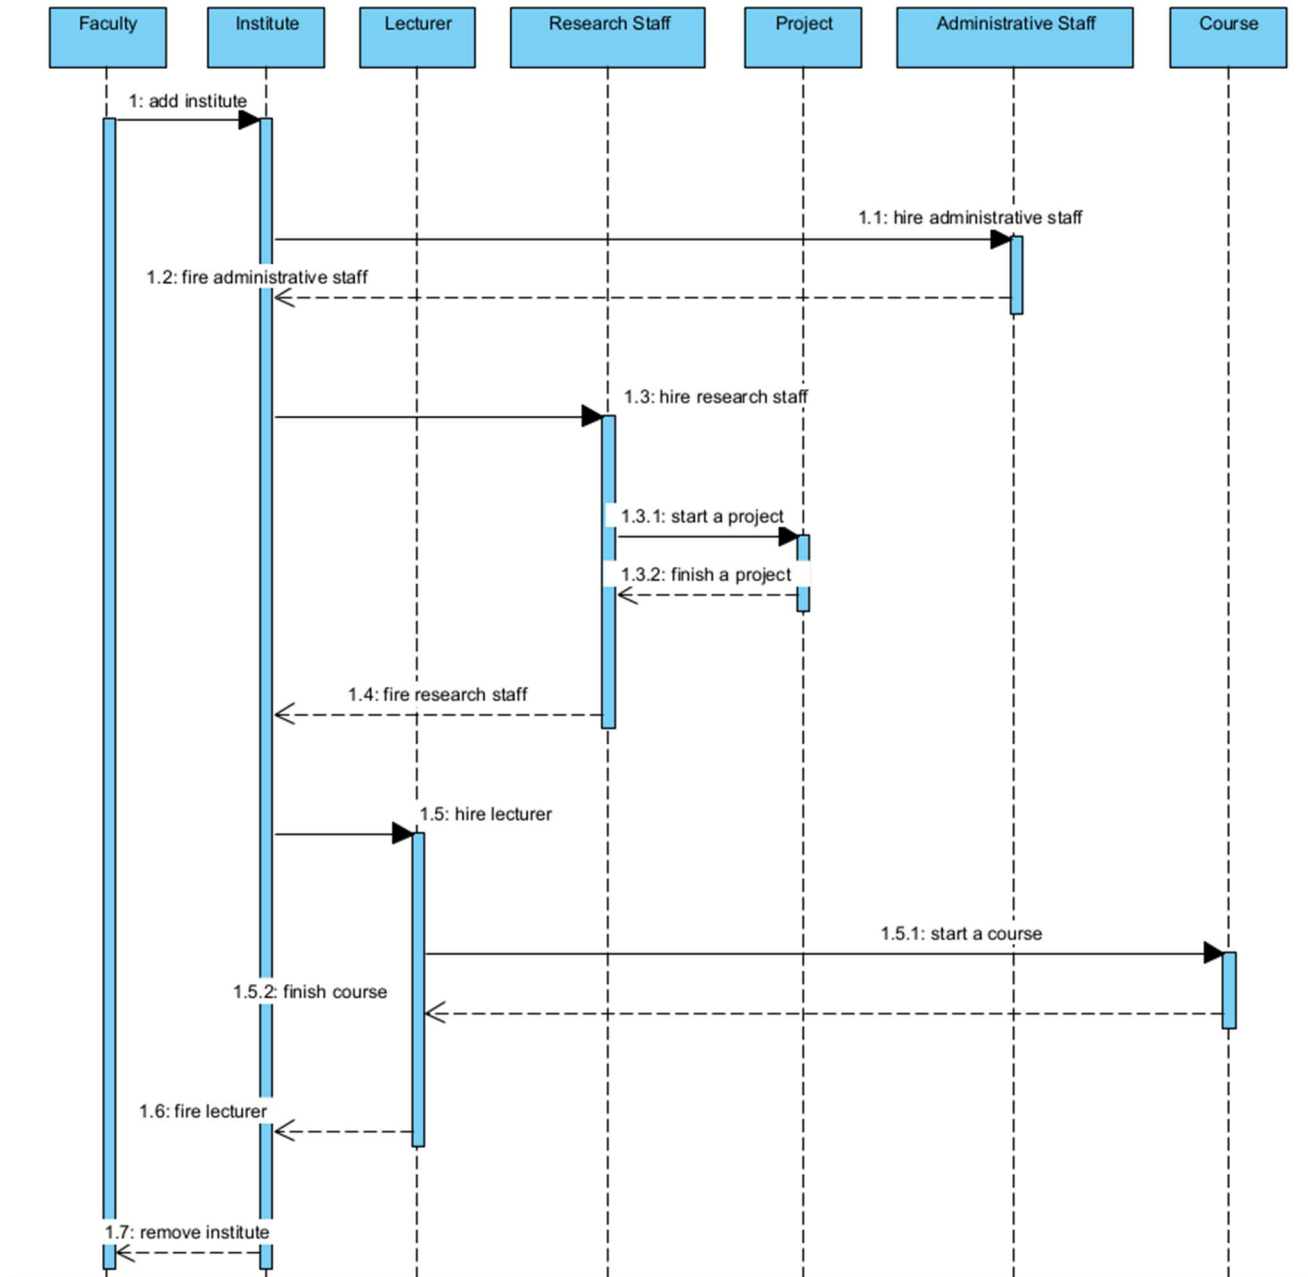 Faculty
Institute
Lecturer
Research Staff
Project
Administrative Staff
Course
1: add institute
1.1: hire administrative staff
1.2: fire administrative staff
1.3: hire research staff
1.3.1: start a project
1.3.2: finish a project
1.4: fire research staff
1.5: hire lecturer
1.5.1: start a course
1.5.2: finish course
1.6: fire lecturer
1.7: remove institute